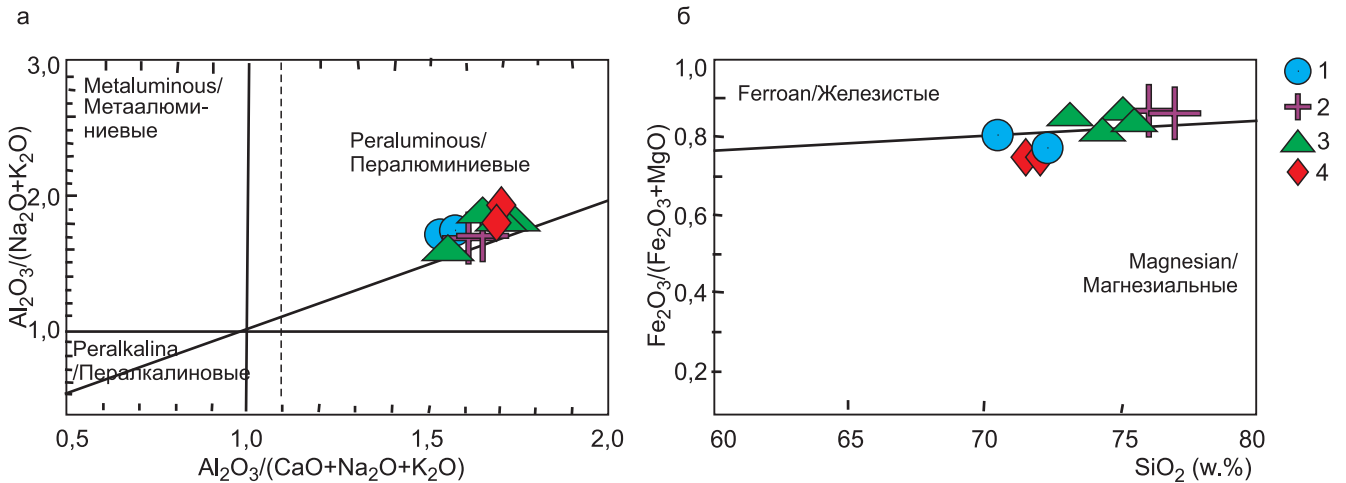 а
3,0
2,0
1,0
Al₂O₃/(Na₂O+K₂O)
Metaluminous/
Метаалюми-
ниевые
Peraluminous/
Пералюминиевые
Peralkalina
/Пералкалиновые
0,5
1,0
1,5
2,0
Al₂O₃/(CaO+Na₂O+K₂O)
б
1,0
0,8
0,6
0,4
0,2
Fe₂O₃/(Fe₂O₃+MgO)
Ferroan/Железистые
Magnesian/
Магнезиальные
60
65
70
75
80
SiO₂ (w.%)
1
2
3
4